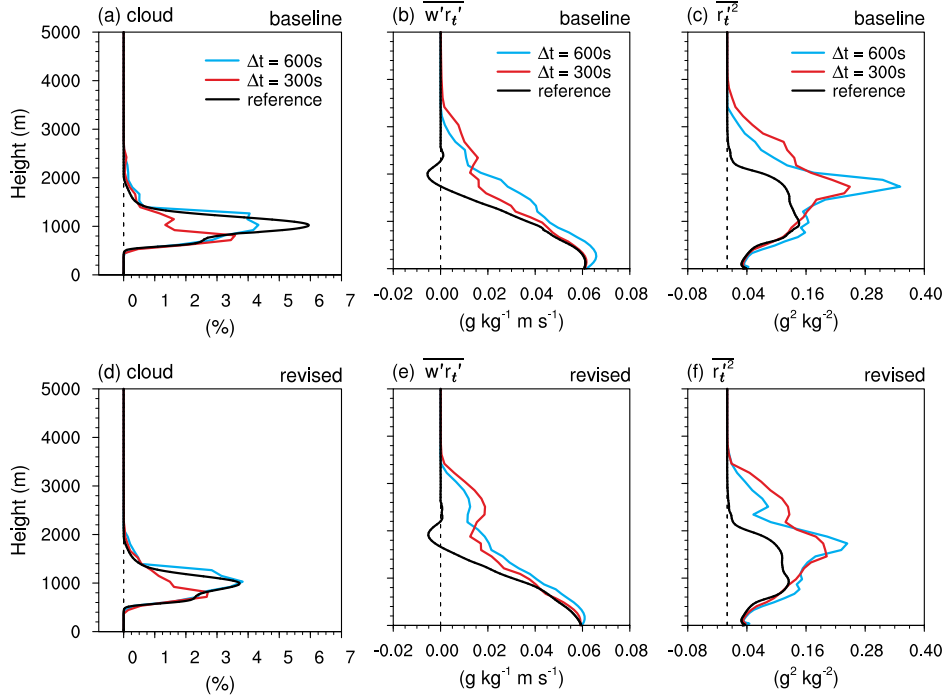 (a) cloud baseline
(b) w'rₜ' baseline
(c) rₜ'² baseline
5000
4000
3000
2000
1000
0
Height (m)
Δt = 600s
Δt = 300s
reference
Δt = 600s
Δt = 300s
reference
Δt = 600s
Δt = 300s
reference
0 1 2 3 4 5 6 7
(%)
-0.02 0.00 0.02 0.04 0.06 0.08
(g kg⁻¹ m s⁻¹)
-0.08 0.04 0.16 0.28 0.40
(g² kg⁻²)
(d) cloud revised
(e) w'rₜ' revised
(f) rₜ'² revised
5000
4000
3000
2000
1000
0
Height (m)
0 1 2 3 4 5 6 7
(%)
-0.02 0.00 0.02 0.04 0.06 0.08
(g kg⁻¹ m s⁻¹)
-0.08 0.04 0.16 0.28 0.40
(g² kg⁻²)